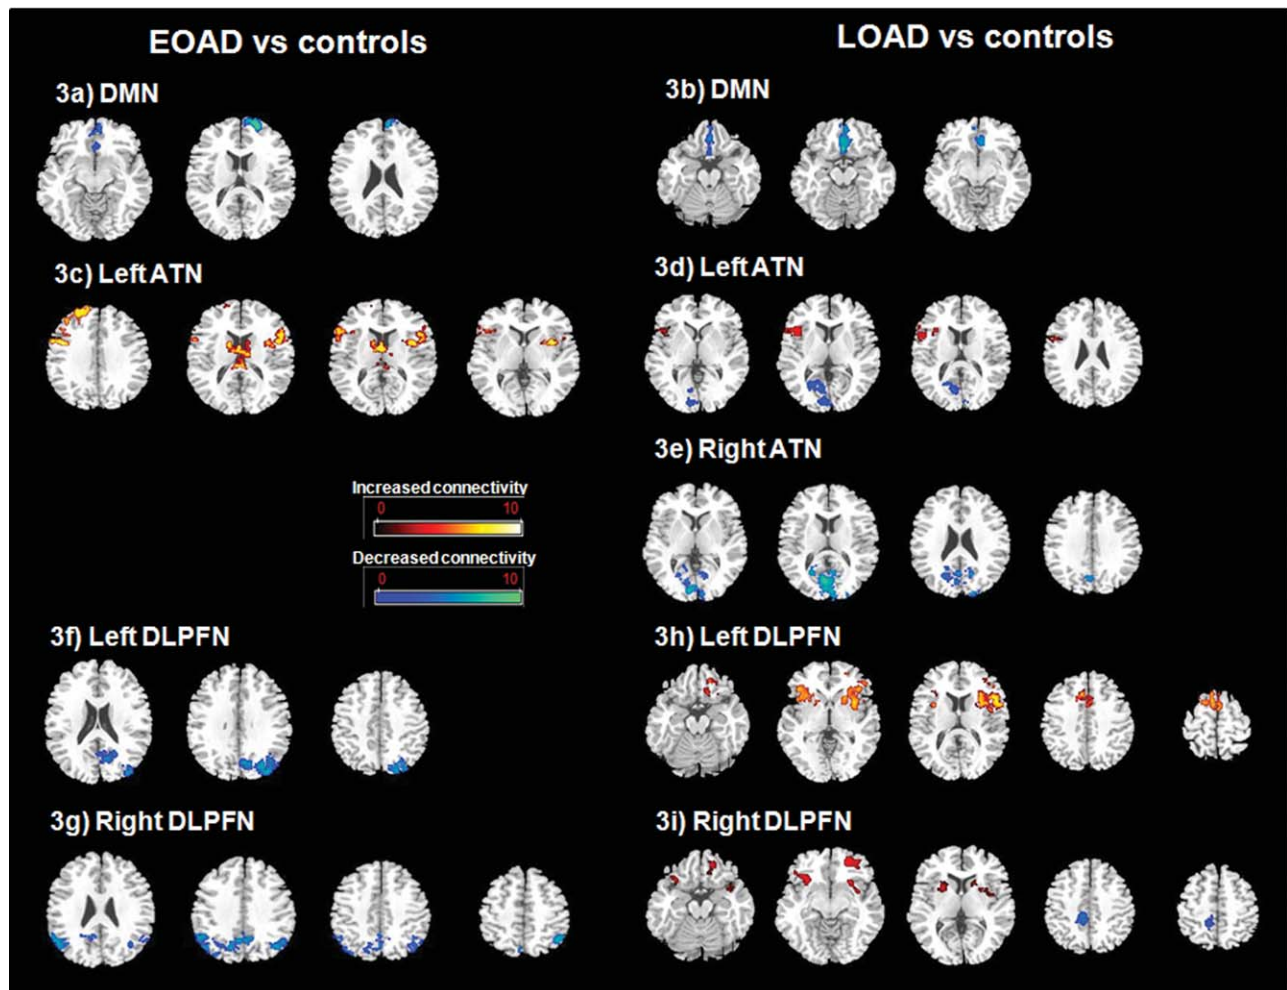 EOAD vs controls
LOAD vs controls
3a) DMN
3b) DMN
3c) Left ATN
3d) Left ATN
3e) Right ATN
Increased connectivity
0 10
Decreased connectivity
0 10
3f) Left DLPFN
3h) Left DLPFN
3g) Right DLPFN
3i) Right DLPFN